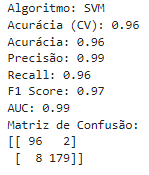 Algoritmo: SVM
Acurácia (CV): 0.96
Acurácia: 0.96
Precisão: 0.99
Recall: 0.96
F1 Score: 0.97
AUC: 0.99
Matriz de Confusão:
[[ 96   2]
 [  8 179]]